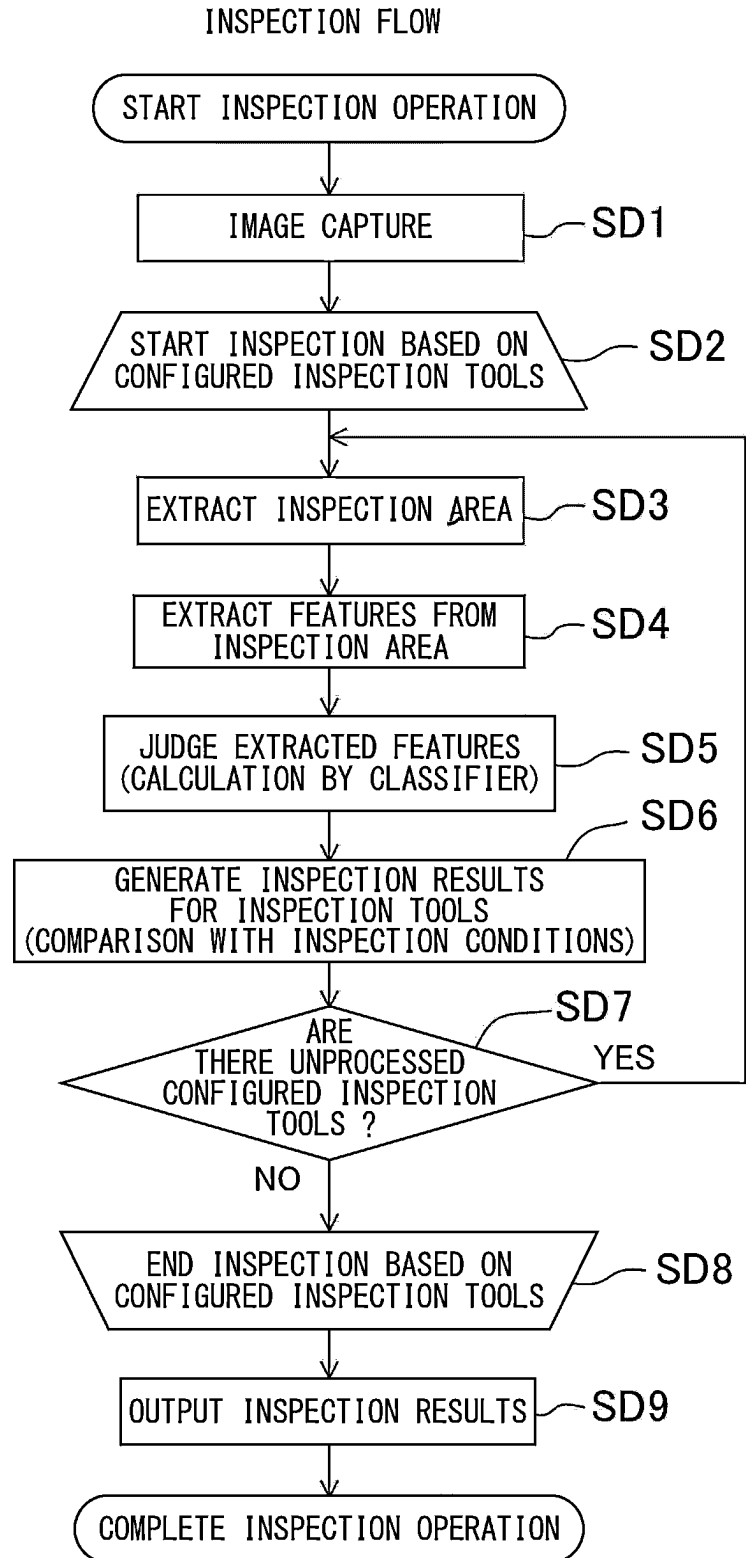 INSPECTION FLOW
START INSPECTION OPERATION
IMAGE CAPTURE
SD1
START INSPECTION BASED ON
CONFIGURED INSPECTION TOOLS
SD2
EXTRACT INSPECTION AREA
SD3
EXTRACT FEATURES FROM
INSPECTION AREA
SD4
JUDGE EXTRACTED FEATURES
(CALCULATION BY CLASSIFIER)
SD5
SD6
GENERATE INSPECTION RESULTS
FOR INSPECTION TOOLS
(COMPARISON WITH INSPECTION CONDITIONS)
SD7
ARE
THERE UNPROCESSED
CONFIGURED INSPECTION
TOOLS ?
YES
NO
END INSPECTION BASED ON
CONFIGURED INSPECTION TOOLS
SD8
OUTPUT INSPECTION RESULTS
SD9
COMPLETE INSPECTION OPERATION